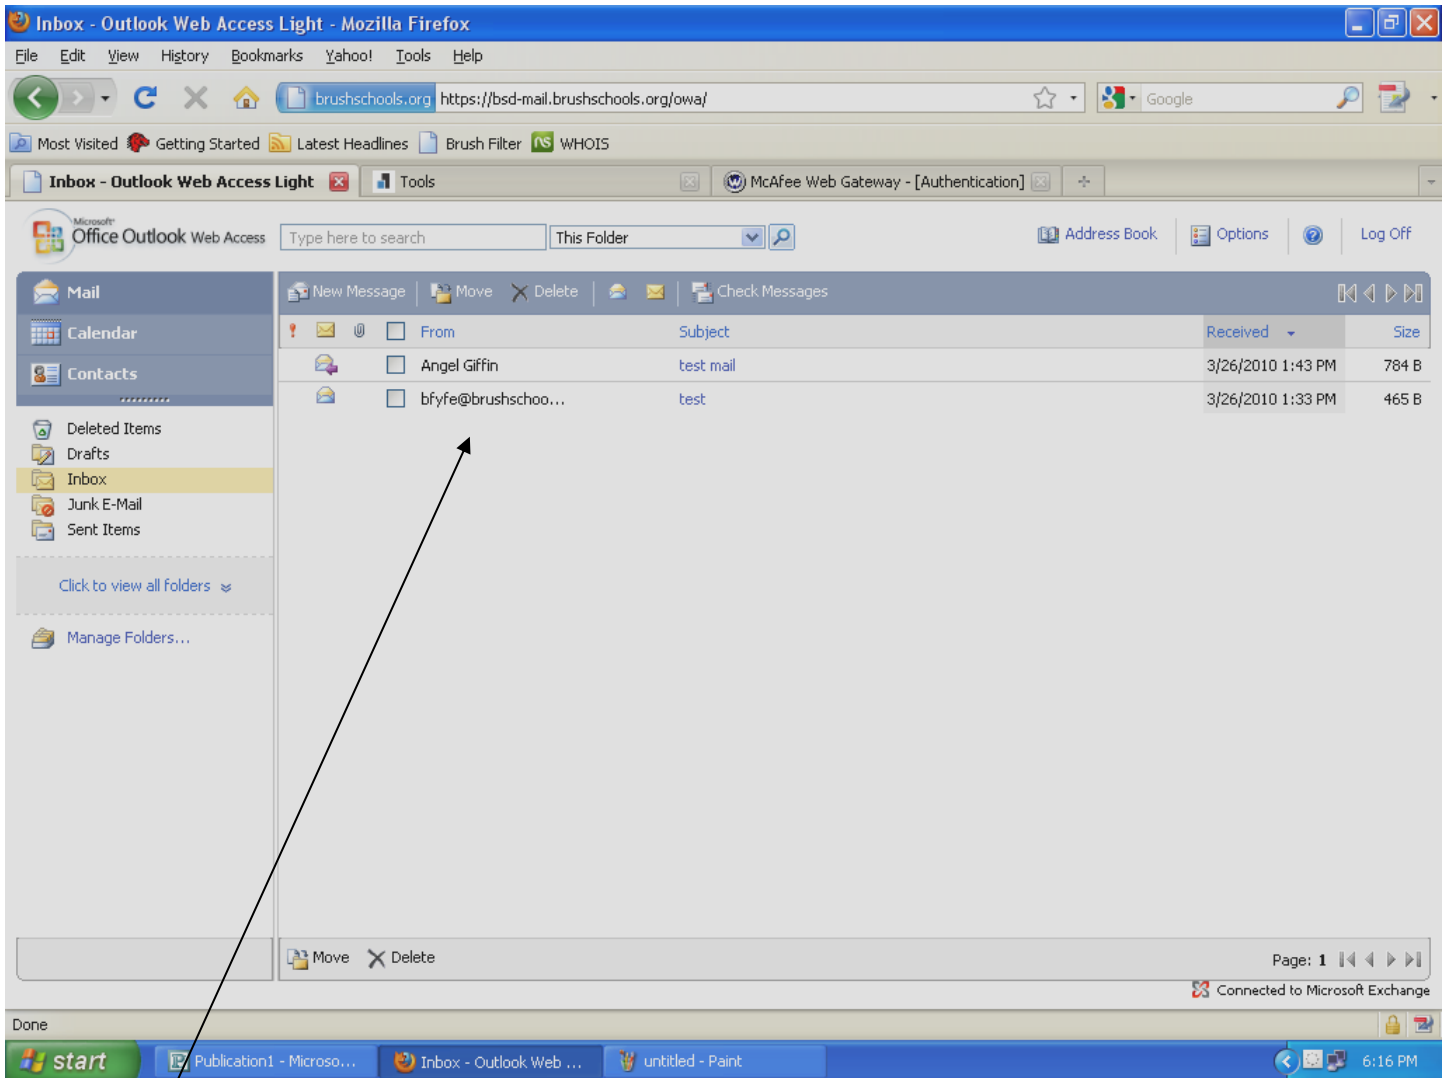 Inbox - Outlook Web Access Light - Mozilla Firefox
File Edit View History Bookmarks Yahoo! Tools Help
brushschools.org https://bsd-mail.brushschools.org/owa/ Google
Most Visited Getting Started Latest Headlines Brush Filter WHOIS
Inbox - Outlook Web Access Light Tools McAfee Web Gateway - [Authentication]
Microsoft
Office Outlook Web Access Type here to search This Folder Address Book Options Log Off
Mail New Message Move Delete Check Messages
Calendar From Subject Received Size
Contacts Angel Giffin test mail 3/26/2010 1:43 PM 784 B
bfyfe@brushschoo... test 3/26/2010 1:33 PM 465 B
Deleted Items
Drafts
Inbox
Junk E-Mail
Sent Items
Click to view all folders
Manage Folders...
Move Delete Page: 1
Connected to Microsoft Exchange
Done
start Publication1 - Microso... Inbox - Outlook Web ... untitled - Paint 6:16 PM